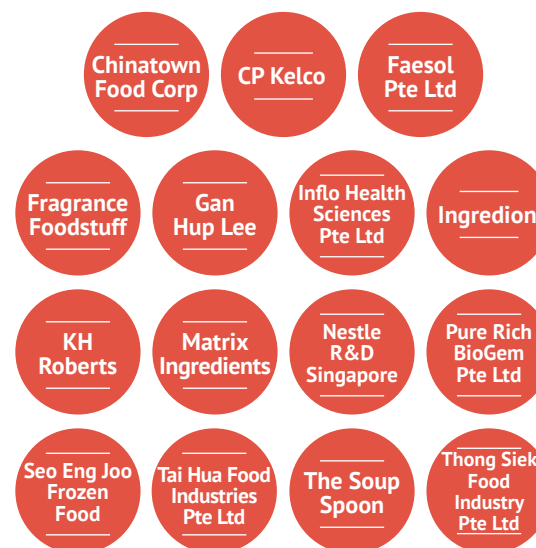 Chinatown
Food Corp
CP Kelco
Faesol
Pte Ltd
Fragrance
Foodstuff
Gan
Hup Lee
Inflo Health
Sciences
Pte Ltd
Ingredion
KH
Roberts
Matrix
Ingredients
Nestle
R&D
Singapore
Pure Rich
BioGem
Pte Ltd
Seo Eng Joo
Frozen
Food
Tai Hua Food
Industries
Pte Ltd
The Soup
Spoon
Thong Siek
Food
Industry
Pte Ltd